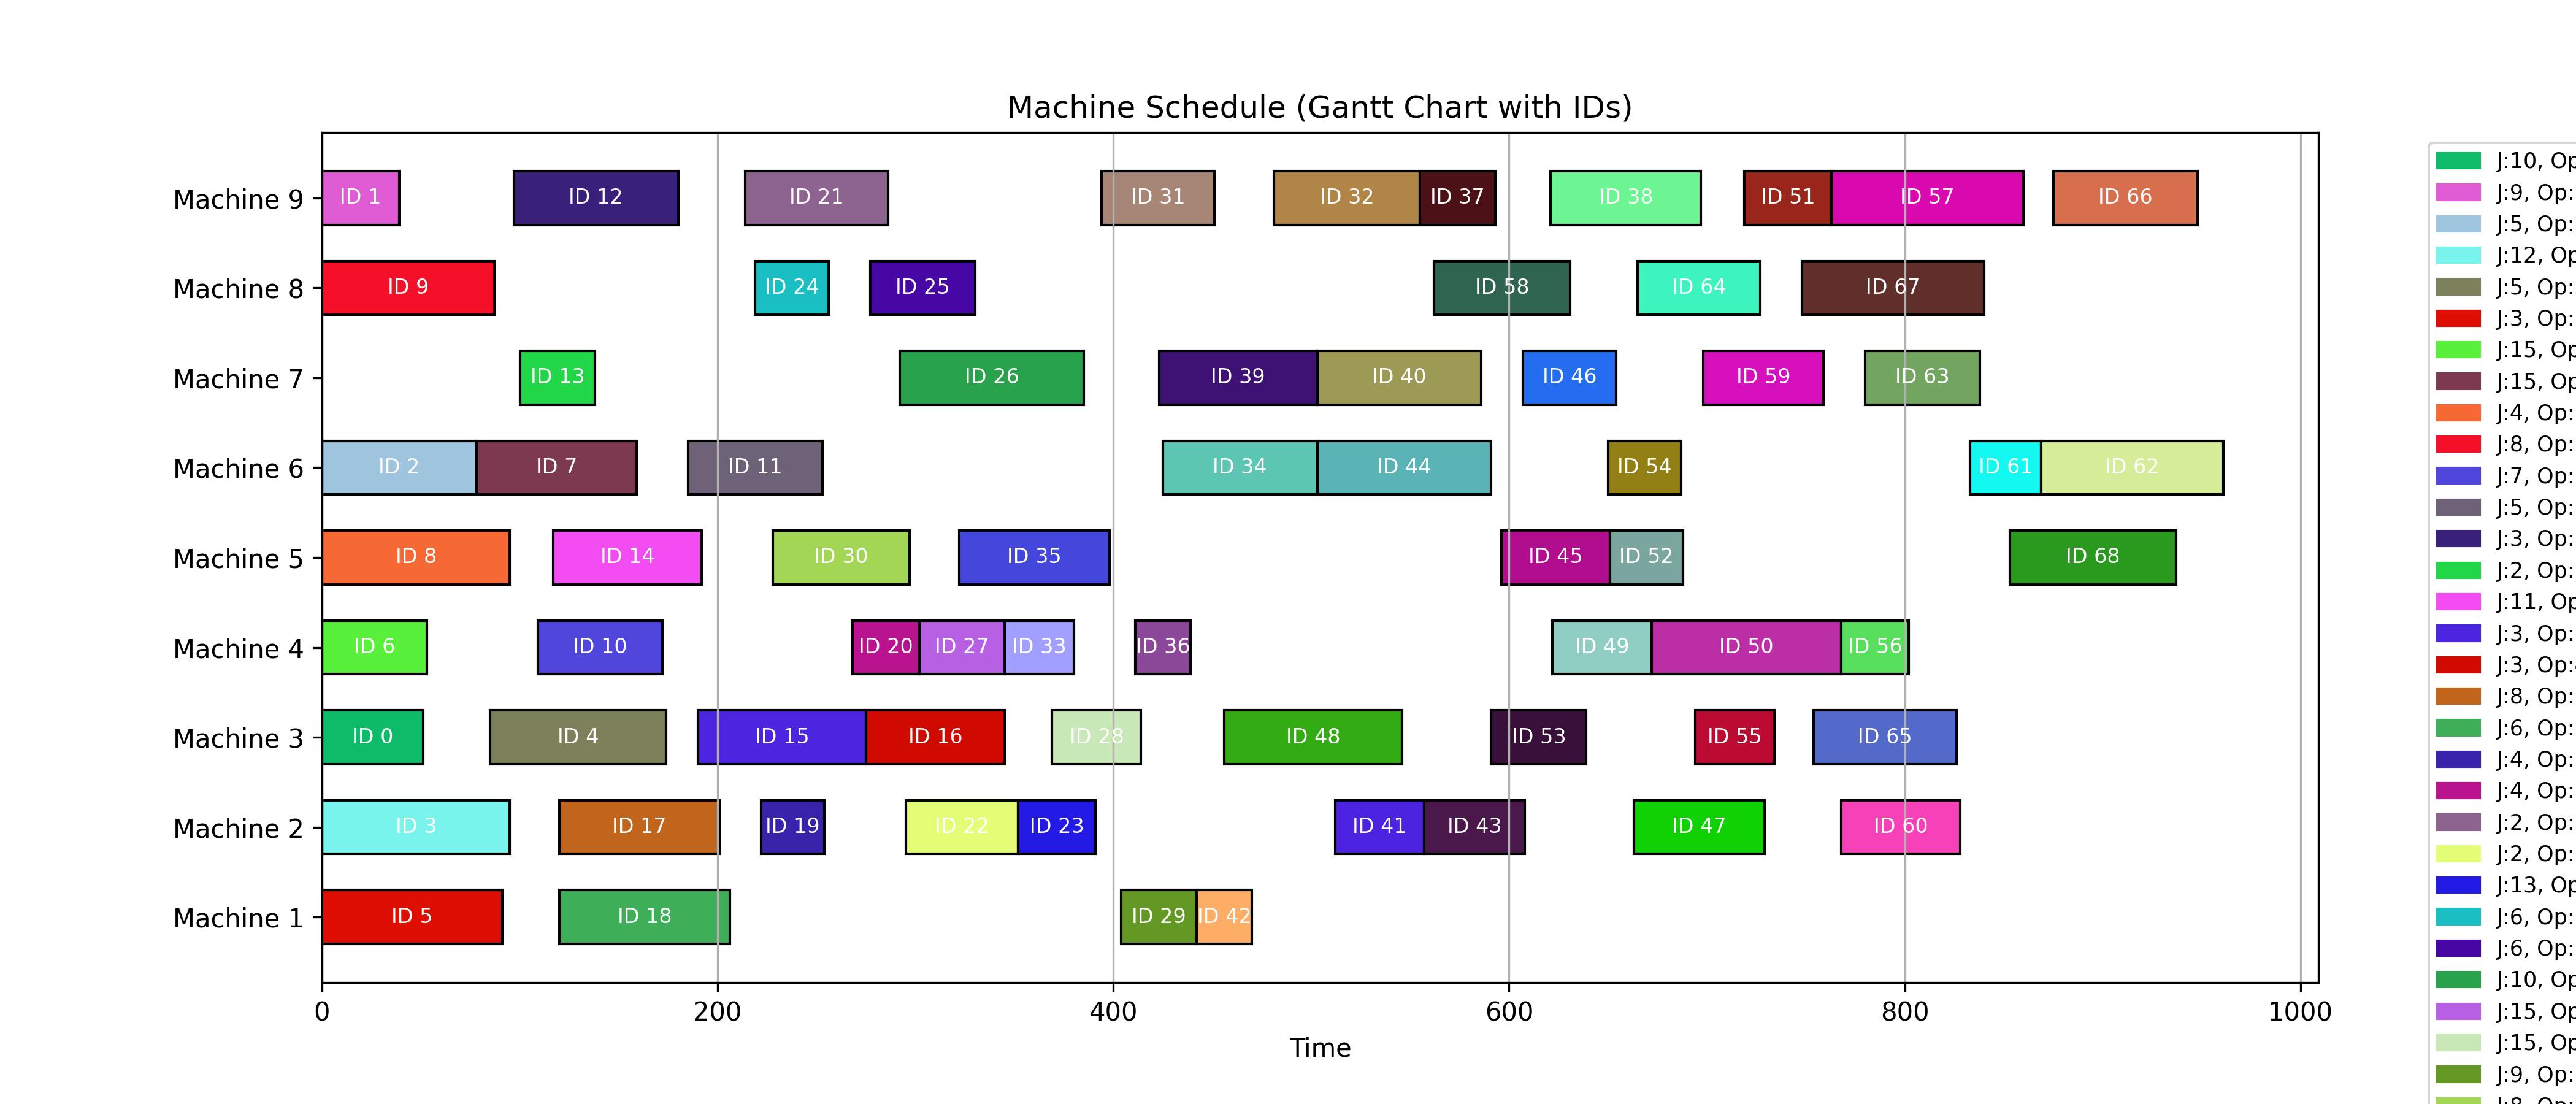 Machine Schedule (Gantt Chart with IDs)
Machine 9
ID 1
ID 12
ID 21
ID 31
ID 32
ID 37
ID 38
ID 51
ID 57
ID 66
Machine 8
ID 9
ID 24
ID 25
ID 58
ID 64
ID 67
Machine 7
ID 13
ID 26
ID 39
ID 40
ID 46
ID 59
ID 63
Machine 6
ID 2
ID 7
ID 11
ID 34
ID 44
ID 54
ID 61
ID 62
Machine 5
ID 8
ID 14
ID 30
ID 35
ID 45
ID 52
ID 68
Machine 4
ID 6
ID 10
ID 20
ID 27
ID 33
ID 36
ID 49
ID 50
ID 56
Machine 3
ID 0
ID 4
ID 15
ID 16
ID 28
ID 48
ID 53
ID 55
ID 65
Machine 2
ID 3
ID 17
ID 19
ID 22
ID 23
ID 41
ID 43
ID 47
ID 60
Machine 1
ID 5
ID 18
ID 29
ID 42
0
200
400
600
800
1000
Time
J:10, Op
J:9, Op:
J:5, Op:
J:12, Op
J:5, Op:
J:3, Op:
J:15, Op
J:15, Op
J:4, Op:
J:8, Op:
J:7, Op:
J:5, Op:
J:3, Op:
J:2, Op:
J:11, Op
J:3, Op:
J:3, Op:
J:8, Op:
J:6, Op:
J:4, Op:
J:4, Op:
J:2, Op:
J:2, Op:
J:13, Op
J:6, Op:
J:6, Op:
J:10, Op
J:15, Op
J:15, Op
J:9, Op:
J:8, Op: